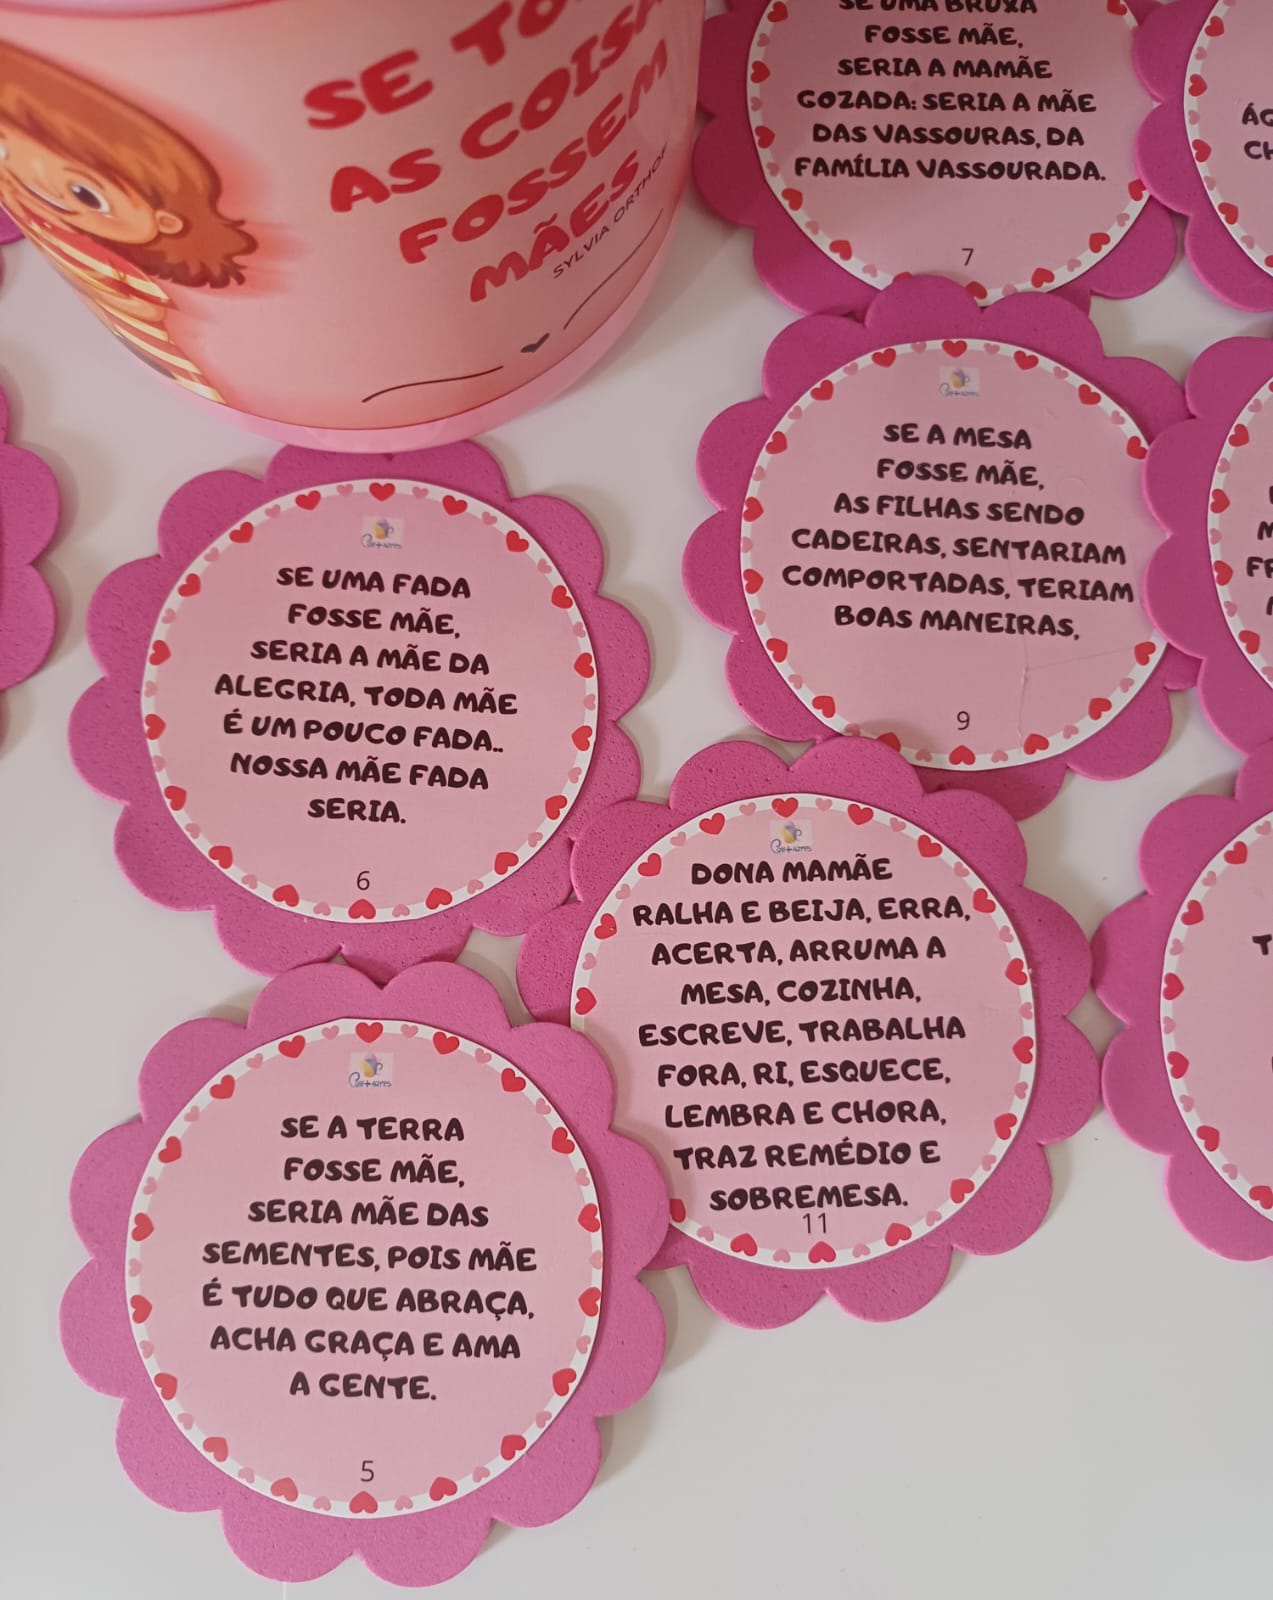 AS COISAS
FOSSEM
MÃES
SYLVIA ORTHOF
SE UMA BRUXA
FOSSE MÃE,
SERIA A MAMÃE
GOZADA: SERIA A MÃE
DAS VASSOURAS, DA
FAMÍLIA VASSOURADA.
7
SE A MESA
FOSSE MÃE,
AS FILHAS SENDO
CADEIRAS, SENTARIAM
COMPORTADAS, TERIAM
BOAS MANEIRAS,
9
SE UMA FADA
FOSSE MÃE,
SERIA A MÃE DA
ALEGRIA, TODA MÃE
É UM POUCO FADA..
NOSSA MÃE FADA
SERIA.
6
DONA MAMÃE
RALHA E BEIJA, ERRA,
ACERTA, ARRUMA A
MESA, COZINHA,
ESCREVE, TRABALHA
FORA, RI, ESQUECE,
LEMBRA E CHORA,
TRAZ REMÉDIO E
SOBREMESA.
11
SE A TERRA
FOSSE MÃE,
SERIA MÃE DAS
SEMENTES, POIS MÃE
É TUDO QUE ABRAÇA,
ACHA GRAÇA E AMA
A GENTE.
5